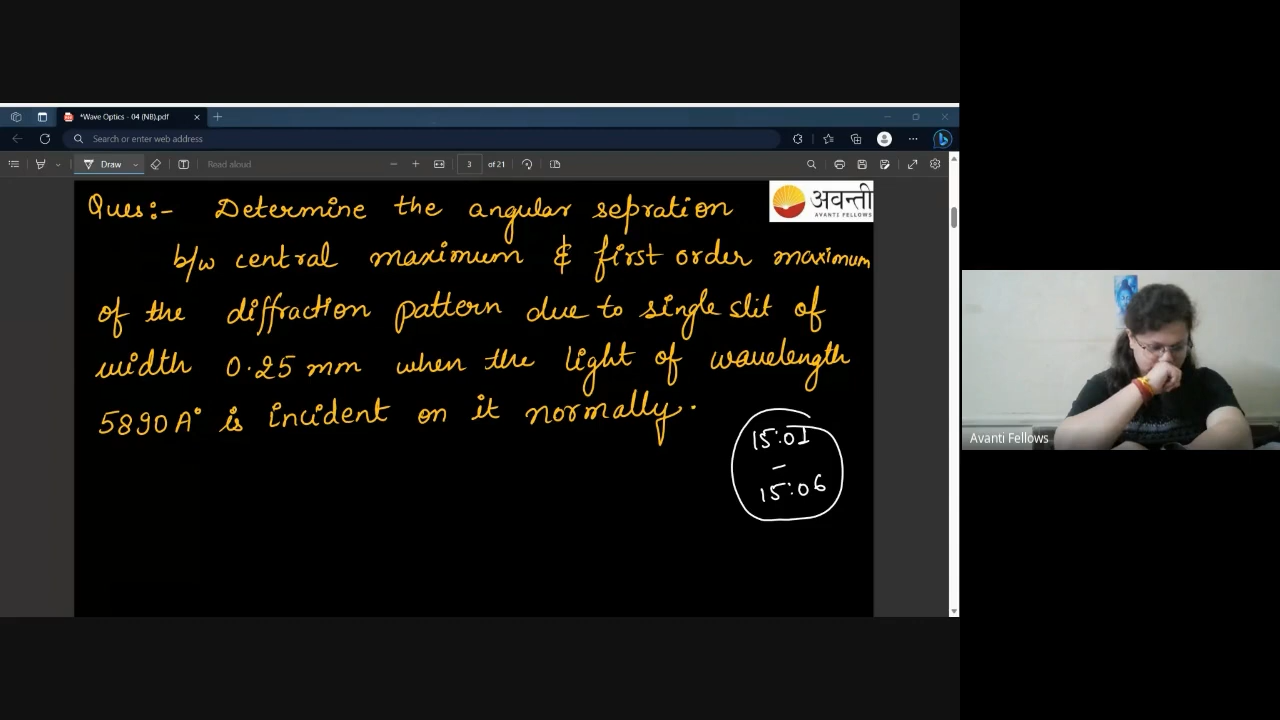 *Wave Optics - 04 (NB).pdf
Search or enter web address
Draw
Read aloud
3 of 21
Ques:- Determine the angular sepration
b/w central maximum & first order maximum
of the diffraction pattern due to single slit of
width 0.25 mm when the light of wavelength
5890A° is incident on it normally.
अवन्ती
AVANTI FELLOWS
15:01
-
15:06
Avanti Fellows